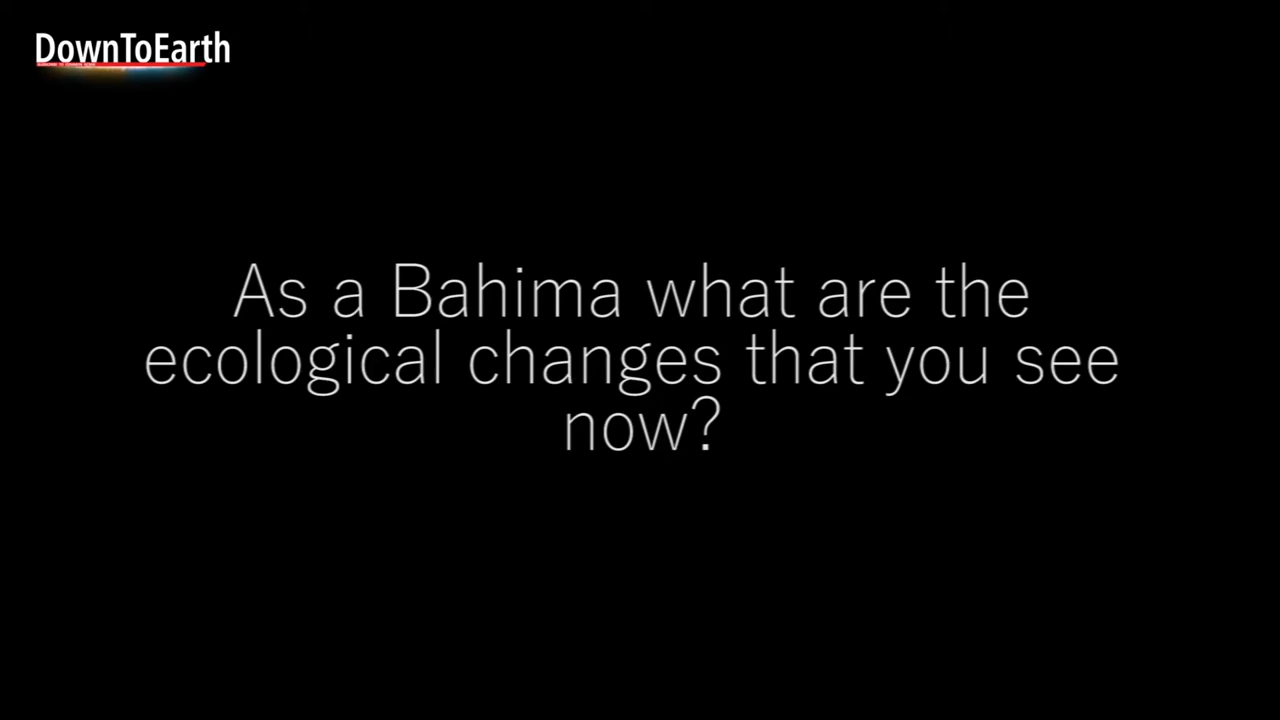 DownToEarth
As a Bahima what are the
ecological changes that you see
now?